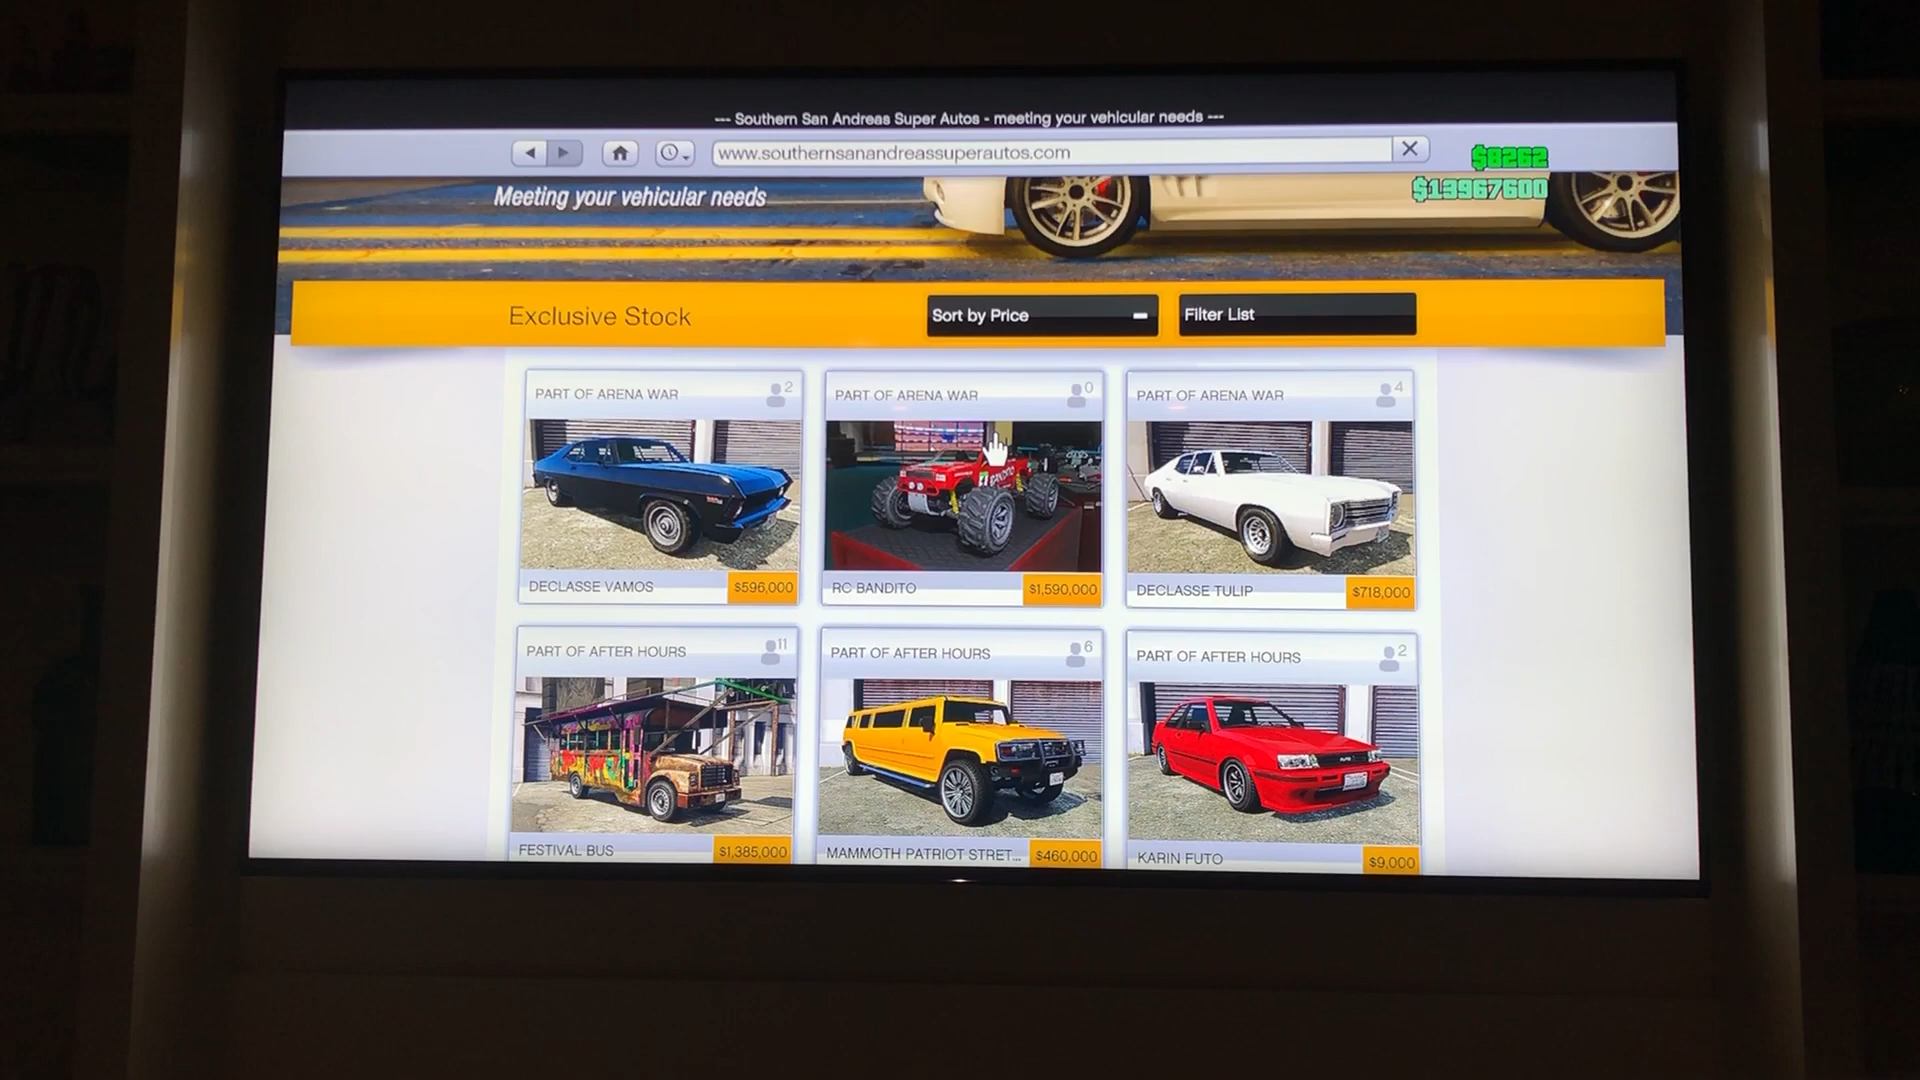 --- Southern San Andreas Super Autos - meeting your vehicular needs ---
www.southernsanandreassuperautos.com
$8262
$13967600
Meeting your vehicular needs
Exclusive Stock
Sort by Price
Filter List
PART OF ARENA WAR 2
PART OF ARENA WAR 0
PART OF ARENA WAR 4
BANDITO
DECLASSE VAMOS $596,000
RC BANDITO $1,590,000
DECLASSE TULIP $718,000
PART OF AFTER HOURS 11
PART OF AFTER HOURS 6
PART OF AFTER HOURS 2
FESTIVAL BUS $1,385,000
MAMMOTH PATRIOT STRET... $460,000
KARIN FUTO $9,000